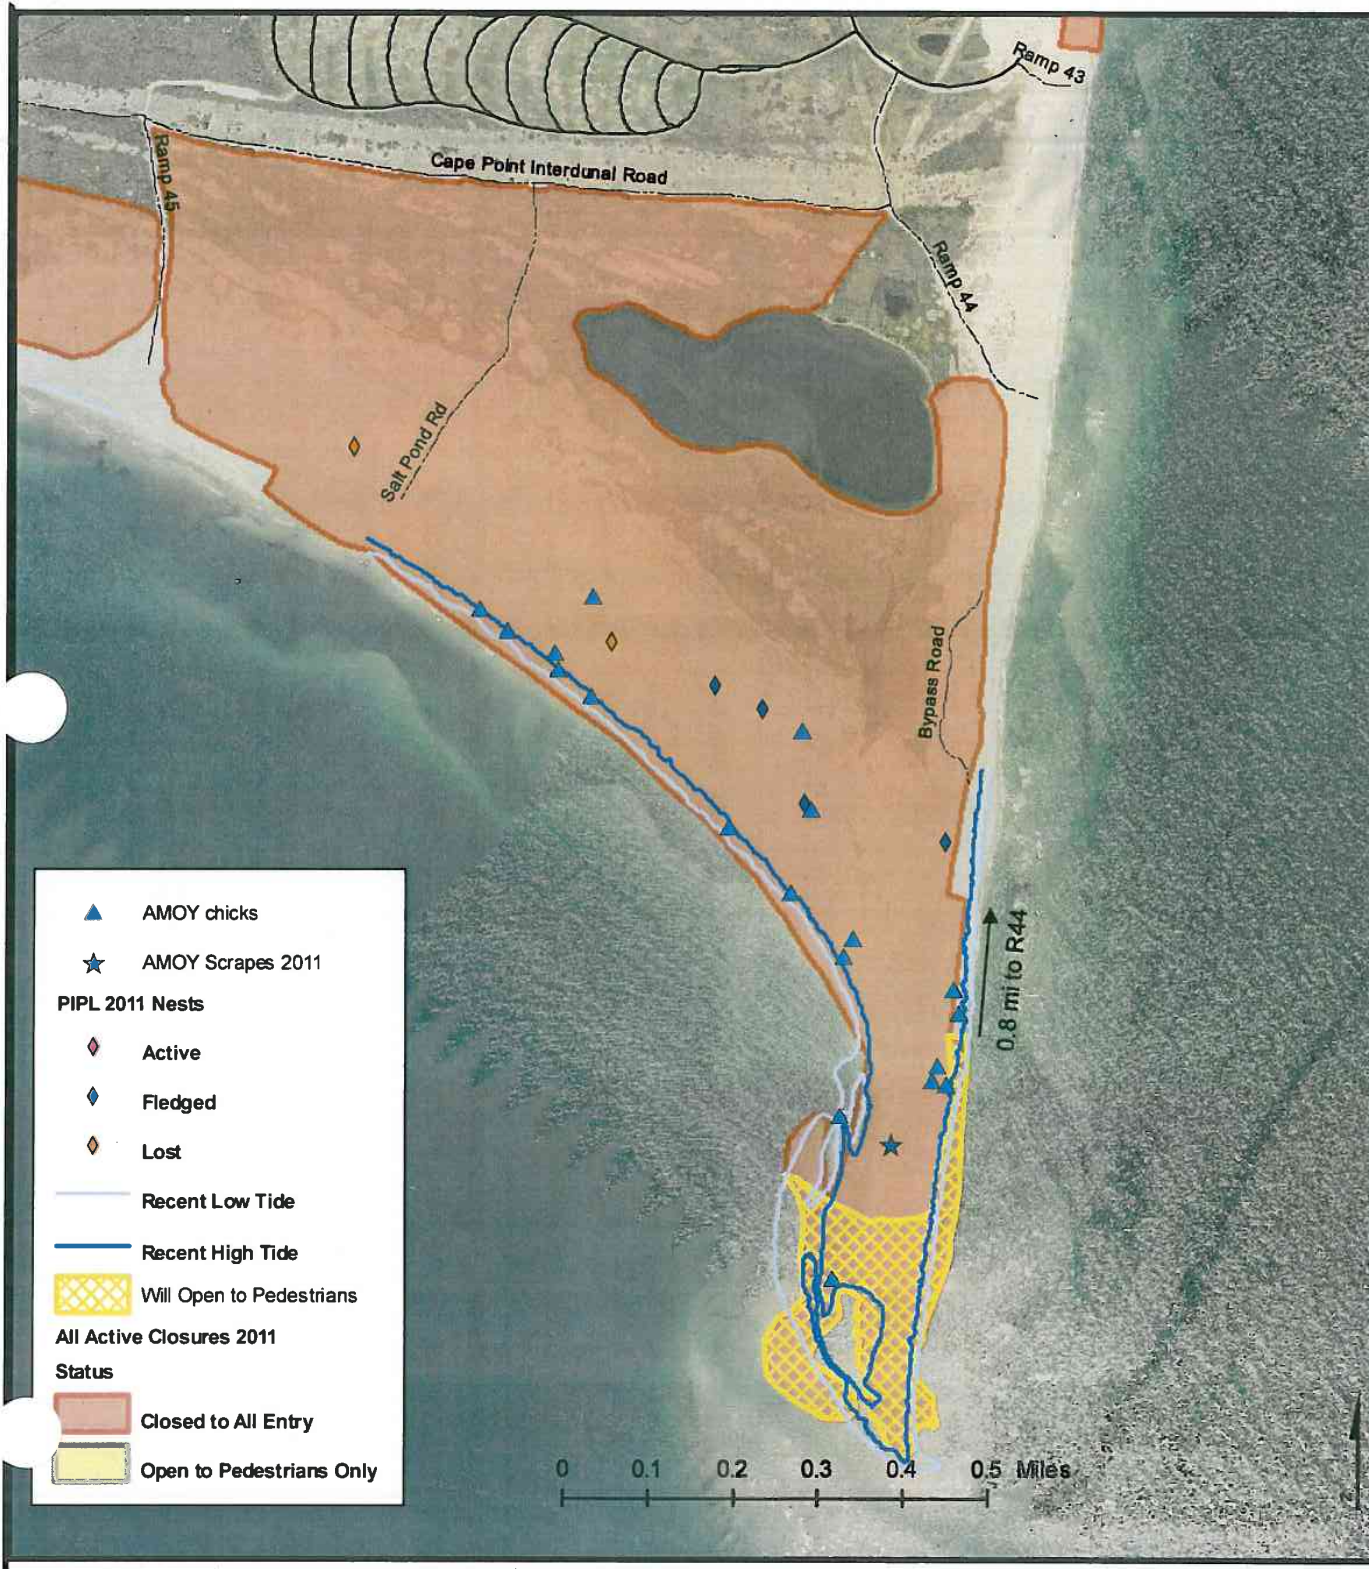 Ramp 43
Cape Point Interdunal Road
Ramp 45
Ramp 44
Salt Pond Rd
Bypass Road
0.8 mi to R44
AMOY chicks
AMOY Scrapes 2011
PIPL 2011 Nests
Active
Fledged
Lost
Recent Low Tide
Recent High Tide
Will Open to Pedestrians
All Active Closures 2011
Status
Closed to All Entry
Open to Pedestrians Only
0 0.1 0.2 0.3 0.4 0.5 Miles